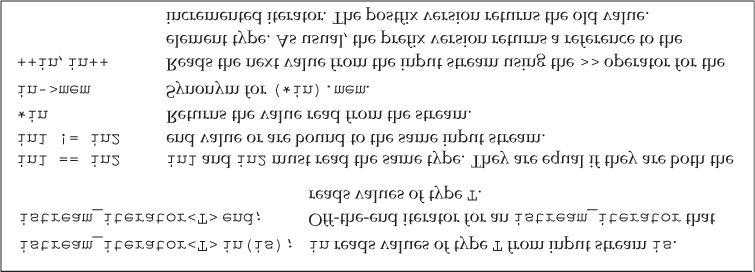 istream_iterator<T> in(is); in reads values of type T from input stream is.
istream_iterator<T> end; Off-the-end iterator for an istream_iterator that
reads values of type T.
in1 == in2 in1 and in2 must read the same type. They are equal if they are both the
in1 != in2 end value or are bound to the same input stream.
*in Returns the value read from the stream.
in->mem Synonym for (*in).mem.
++in, in++ Reads the next value from the input stream using the >> operator for the
element type. As usual, the prefix version returns a reference to the
incremented iterator. The postfix version returns the old value.